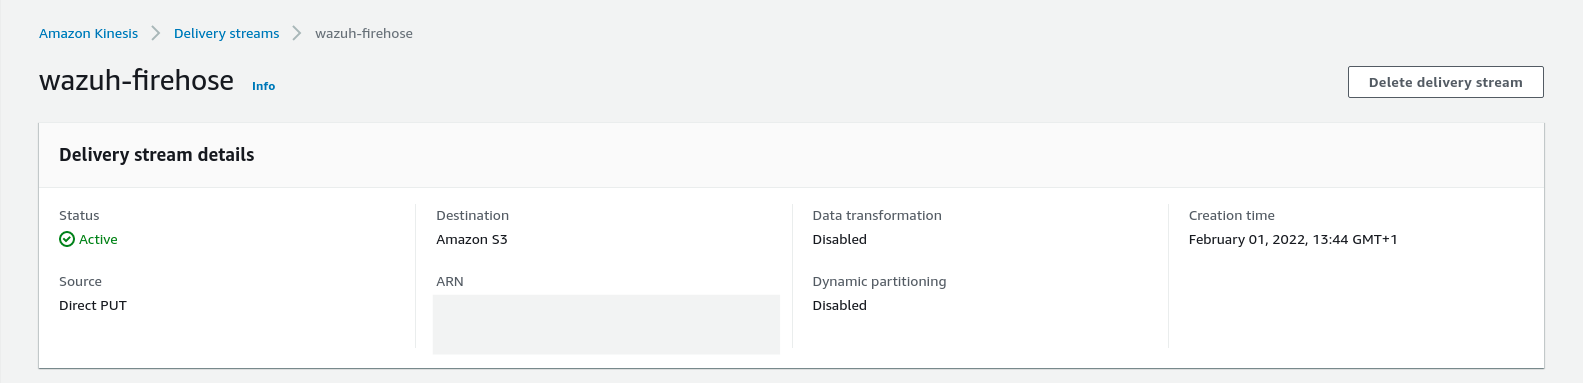 Amazon Kinesis > Delivery streams > wazuh-firehose
wazuh-firehose Info
Delete delivery stream
Delivery stream details
Status
Active
Source
Direct PUT
Destination
Amazon S3
ARN
Data transformation
Disabled
Dynamic partitioning
Disabled
Creation time
February 01, 2022, 13:44 GMT+1